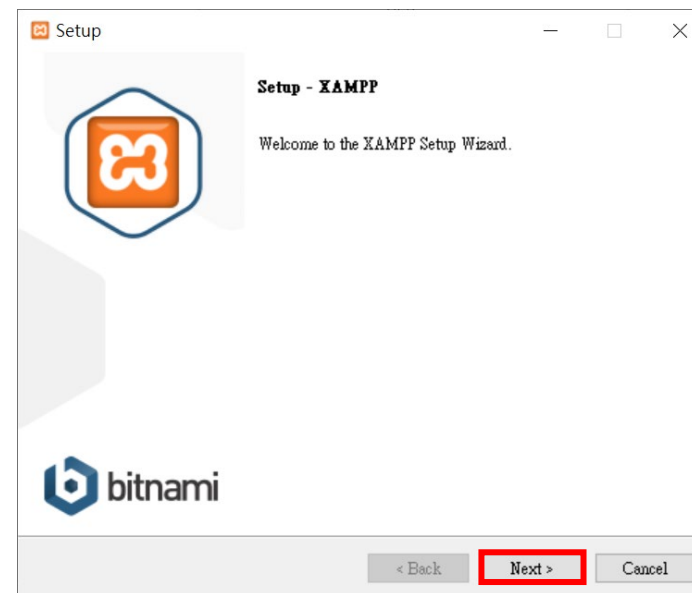 Setup
Setup - XAMPP
Welcome to the XAMPP Setup Wizard.
bitnami
< Back Next > Cancel